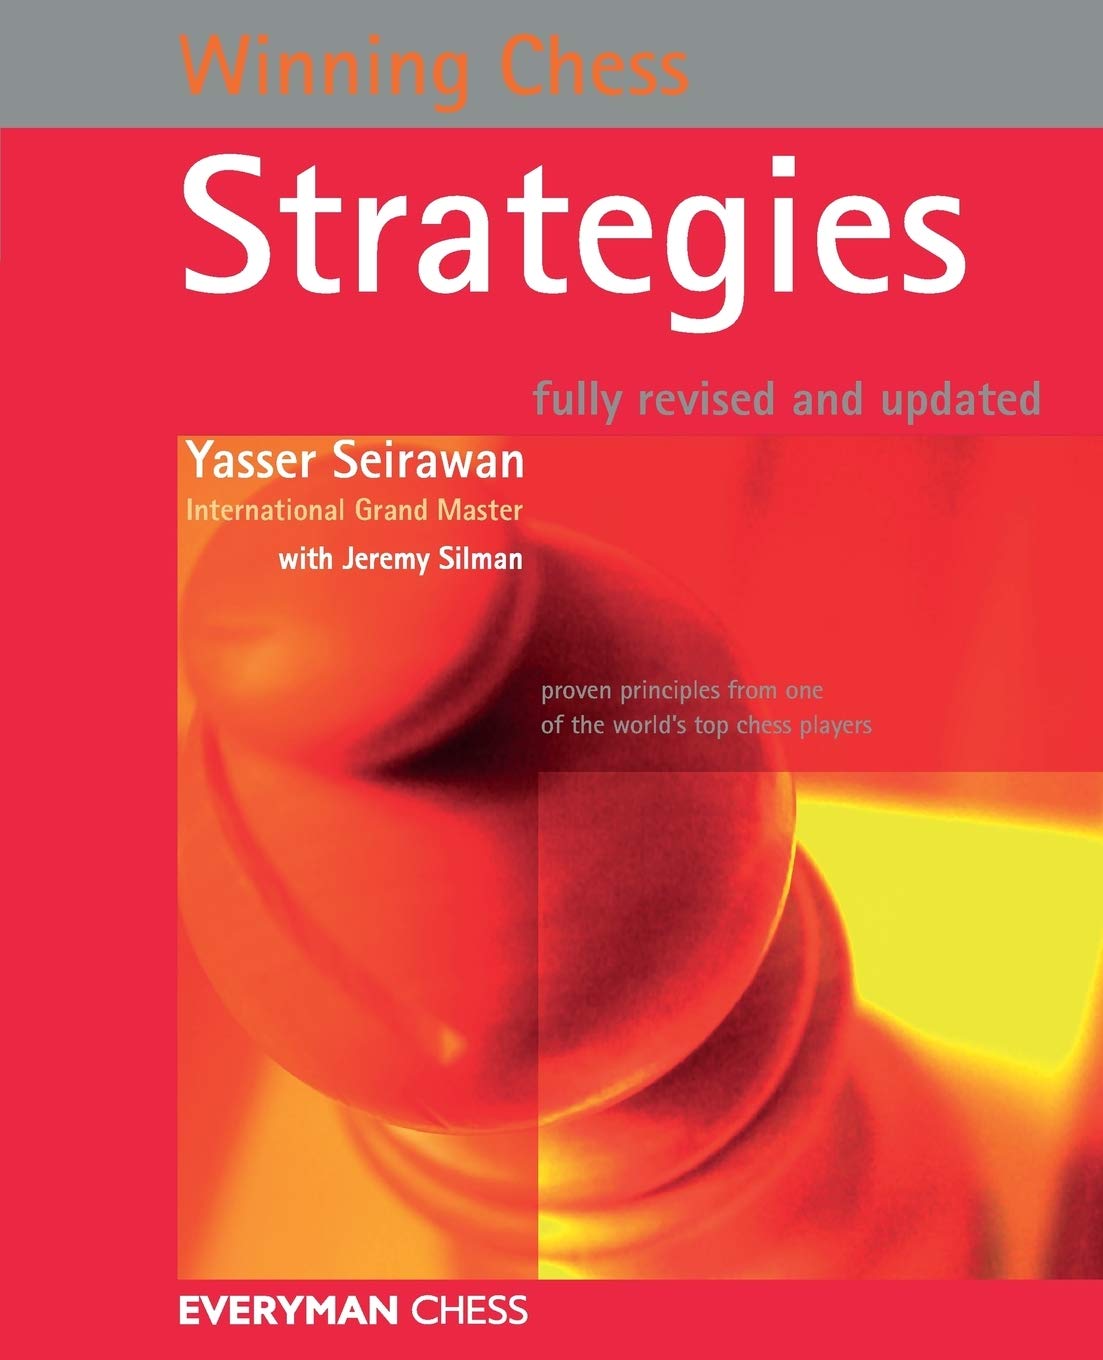 Winning Chess
Strategies
fully revised and updated
Yasser Seirawan
International Grand Master
with Jeremy Silman
proven principles from one
of the world's top chess players
EVERYMAN CHESS